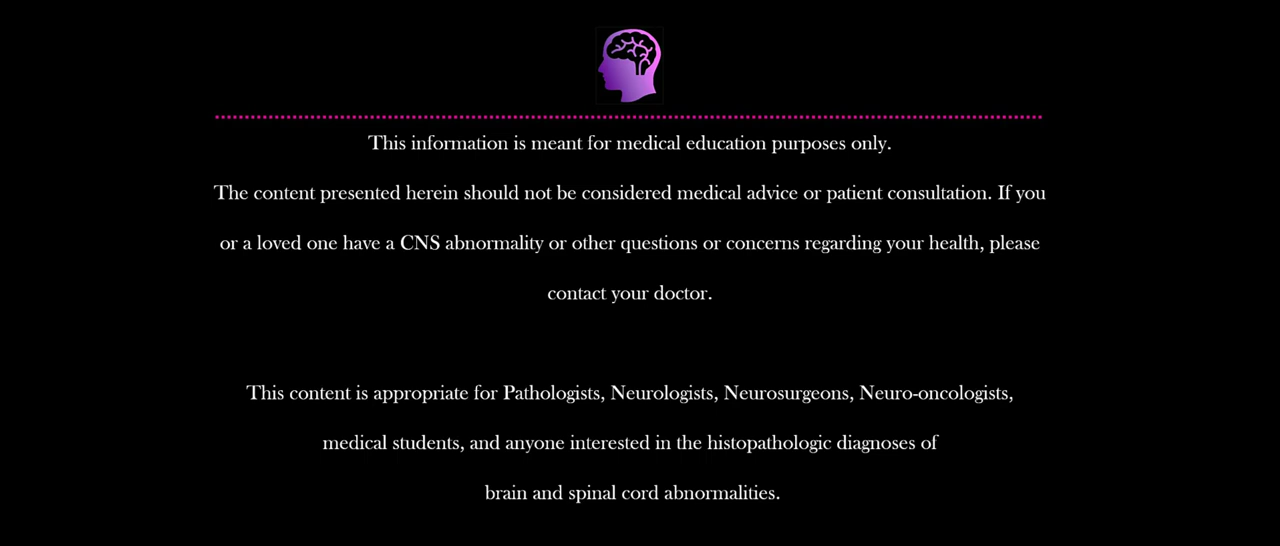 This information is meant for medical education purposes only.
The content presented herein should not be considered medical advice or patient consultation. If you
or a loved one have a CNS abnormality or other questions or concerns regarding your health, please
contact your doctor.
This content is appropriate for Pathologists, Neurologists, Neurosurgeons, Neuro-oncologists,
medical students, and anyone interested in the histopathologic diagnoses of
brain and spinal cord abnormalities.